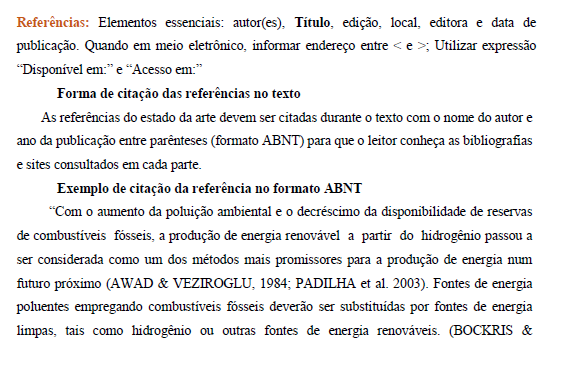 Referências: Elementos essenciais: autor(es), Título, edição, local, editora e data de
publicação. Quando em meio eletrônico, informar endereço entre < e >; Utilizar expressão
“Disponível em:” e “Acesso em:”
Forma de citação das referências no texto
As referências do estado da arte devem ser citadas durante o texto com o nome do autor e
ano da publicação entre parênteses (formato ABNT) para que o leitor conheça as bibliografias
e sites consultados em cada parte.
Exemplo de citação da referência no formato ABNT
“Com o aumento da poluição ambiental e o decréscimo da disponibilidade de reservas
de combustíveis fósseis, a produção de energia renovável a partir do hidrogênio passou a
ser considerada como um dos métodos mais promissores para a produção de energia num
futuro próximo (AWAD & VEZIROGLU, 1984; PADILHA et al. 2003). Fontes de energia
poluentes empregando combustíveis fósseis deverão ser substituídas por fontes de energia
limpas, tais como hidrogênio ou outras fontes de energia renováveis. (BOCKRIS &